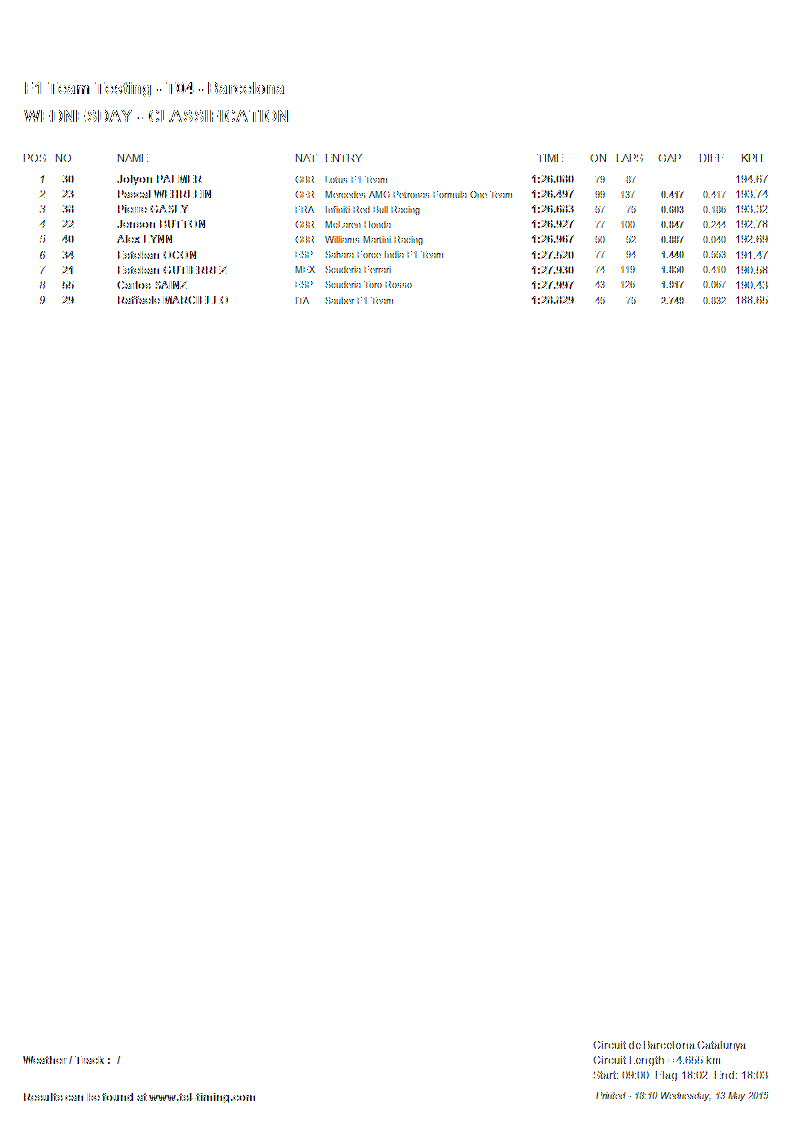 F1 Team Testing - T04 - Barcelona
WEDNESDAY - CLASSIFICATION
POS NO NAME NAT ENTRY TIME ON LAPS GAP DIFF KPH
1 30 Jolyon PALMER GBR Lotus F1 Team 1:26.080 79 87 194.67
2 23 Pascal WEHRLEIN GER Mercedes AMG Petronas Formula One Team 1:26.497 99 137 0.417 0.417 193.74
3 38 Pierre GASLY FRA Infiniti Red Bull Racing 1:26.683 57 75 0.603 0.186 193.32
4 22 Jenson BUTTON GBR McLaren Honda 1:26.927 77 100 0.847 0.244 192.78
5 40 Alex LYNN GBR Williams Martini Racing 1:26.967 50 52 0.887 0.040 192.69
6 34 Esteban OCON ESP Sahara Force India F1 Team 1:27.520 77 94 1.440 0.553 191.47
7 21 Esteban GUTIERREZ MEX Scuderia Ferrari 1:27.930 74 119 1.850 0.410 190.58
8 55 Carlos SAINZ ESP Scuderia Toro Rosso 1:27.997 43 126 1.917 0.067 190.43
9 29 Raffaele MARCIELLO ITA Sauber F1 Team 1:28.829 45 75 2.749 0.832 188.65
Circuit de Barcelona Catalunya
Weather / Track : / Circuit Length = 4.655 km
Start: 09:00 Flag 18:02 End: 18:03
Results can be found at www.tsl-timing.com Printed - 18:10 Wednesday, 13 May 2015